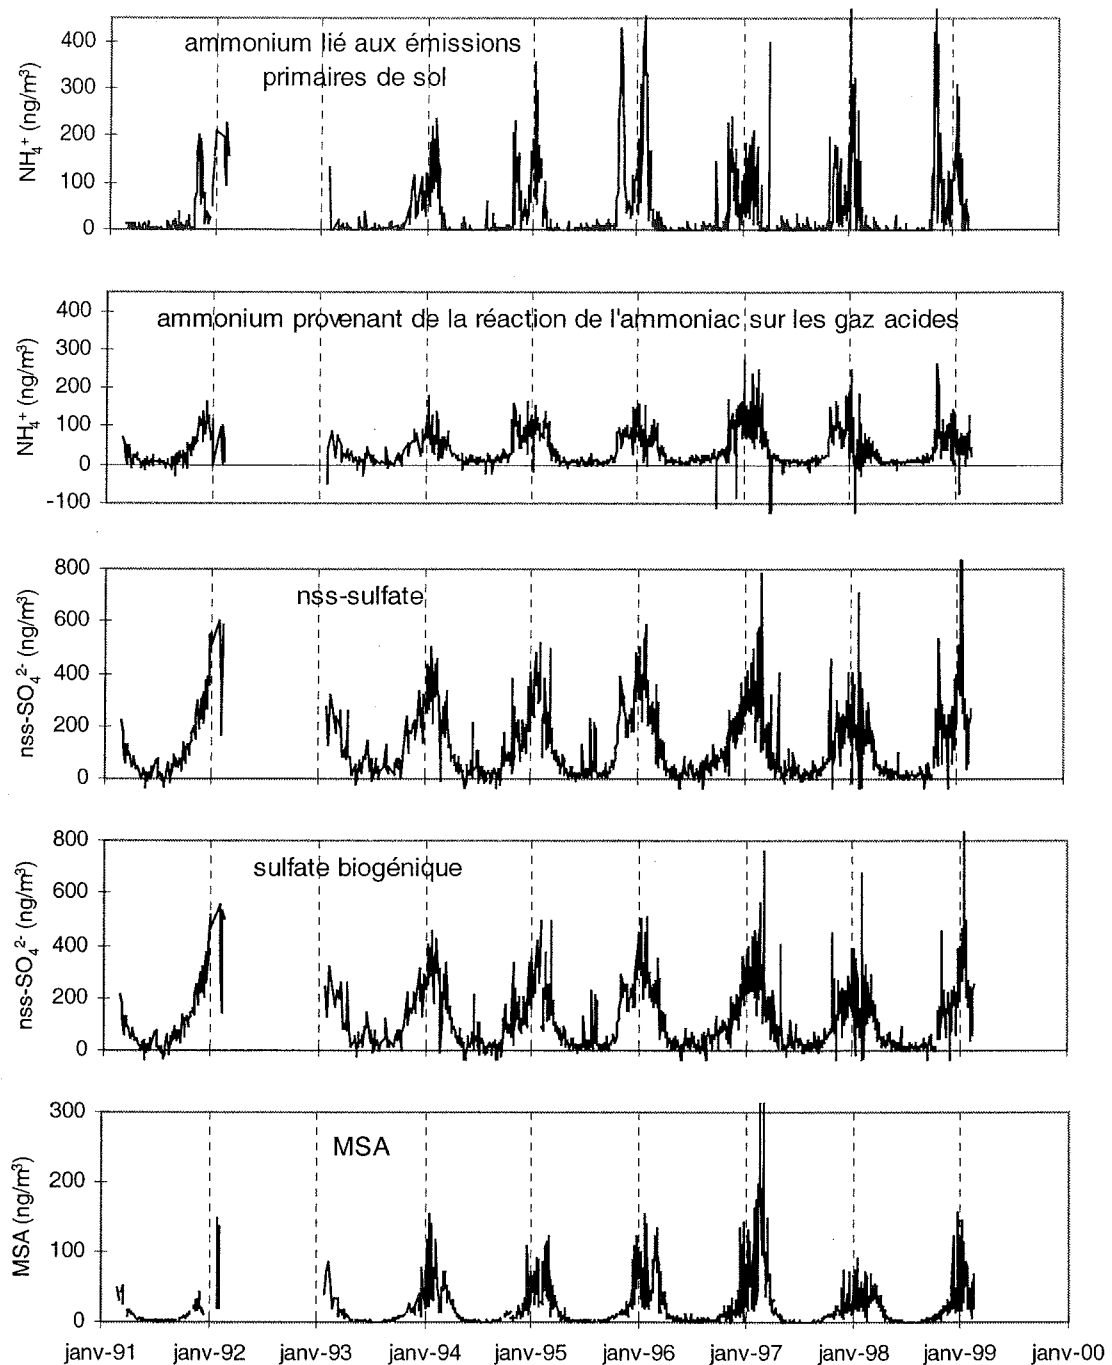 400
300
200
100
0
NH₄⁺ (ng/m³)
ammonium lié aux émissions
primaires de sol
400
300
200
100
0
-100
NH₄⁺ (ng/m³)
ammonium provenant de la réaction de l'ammoniac sur les gaz acides
800
600
400
200
0
nss-SO₄²⁻ (ng/m³)
nss-sulfate
800
600
400
200
0
nss-SO₄²⁻ (ng/m³)
sulfate biogénique
300
200
100
0
MSA (ng/m³)
MSA
janv-91 janv-92 janv-93 janv-94 janv-95 janv-96 janv-97 janv-98 janv-99 janv-00